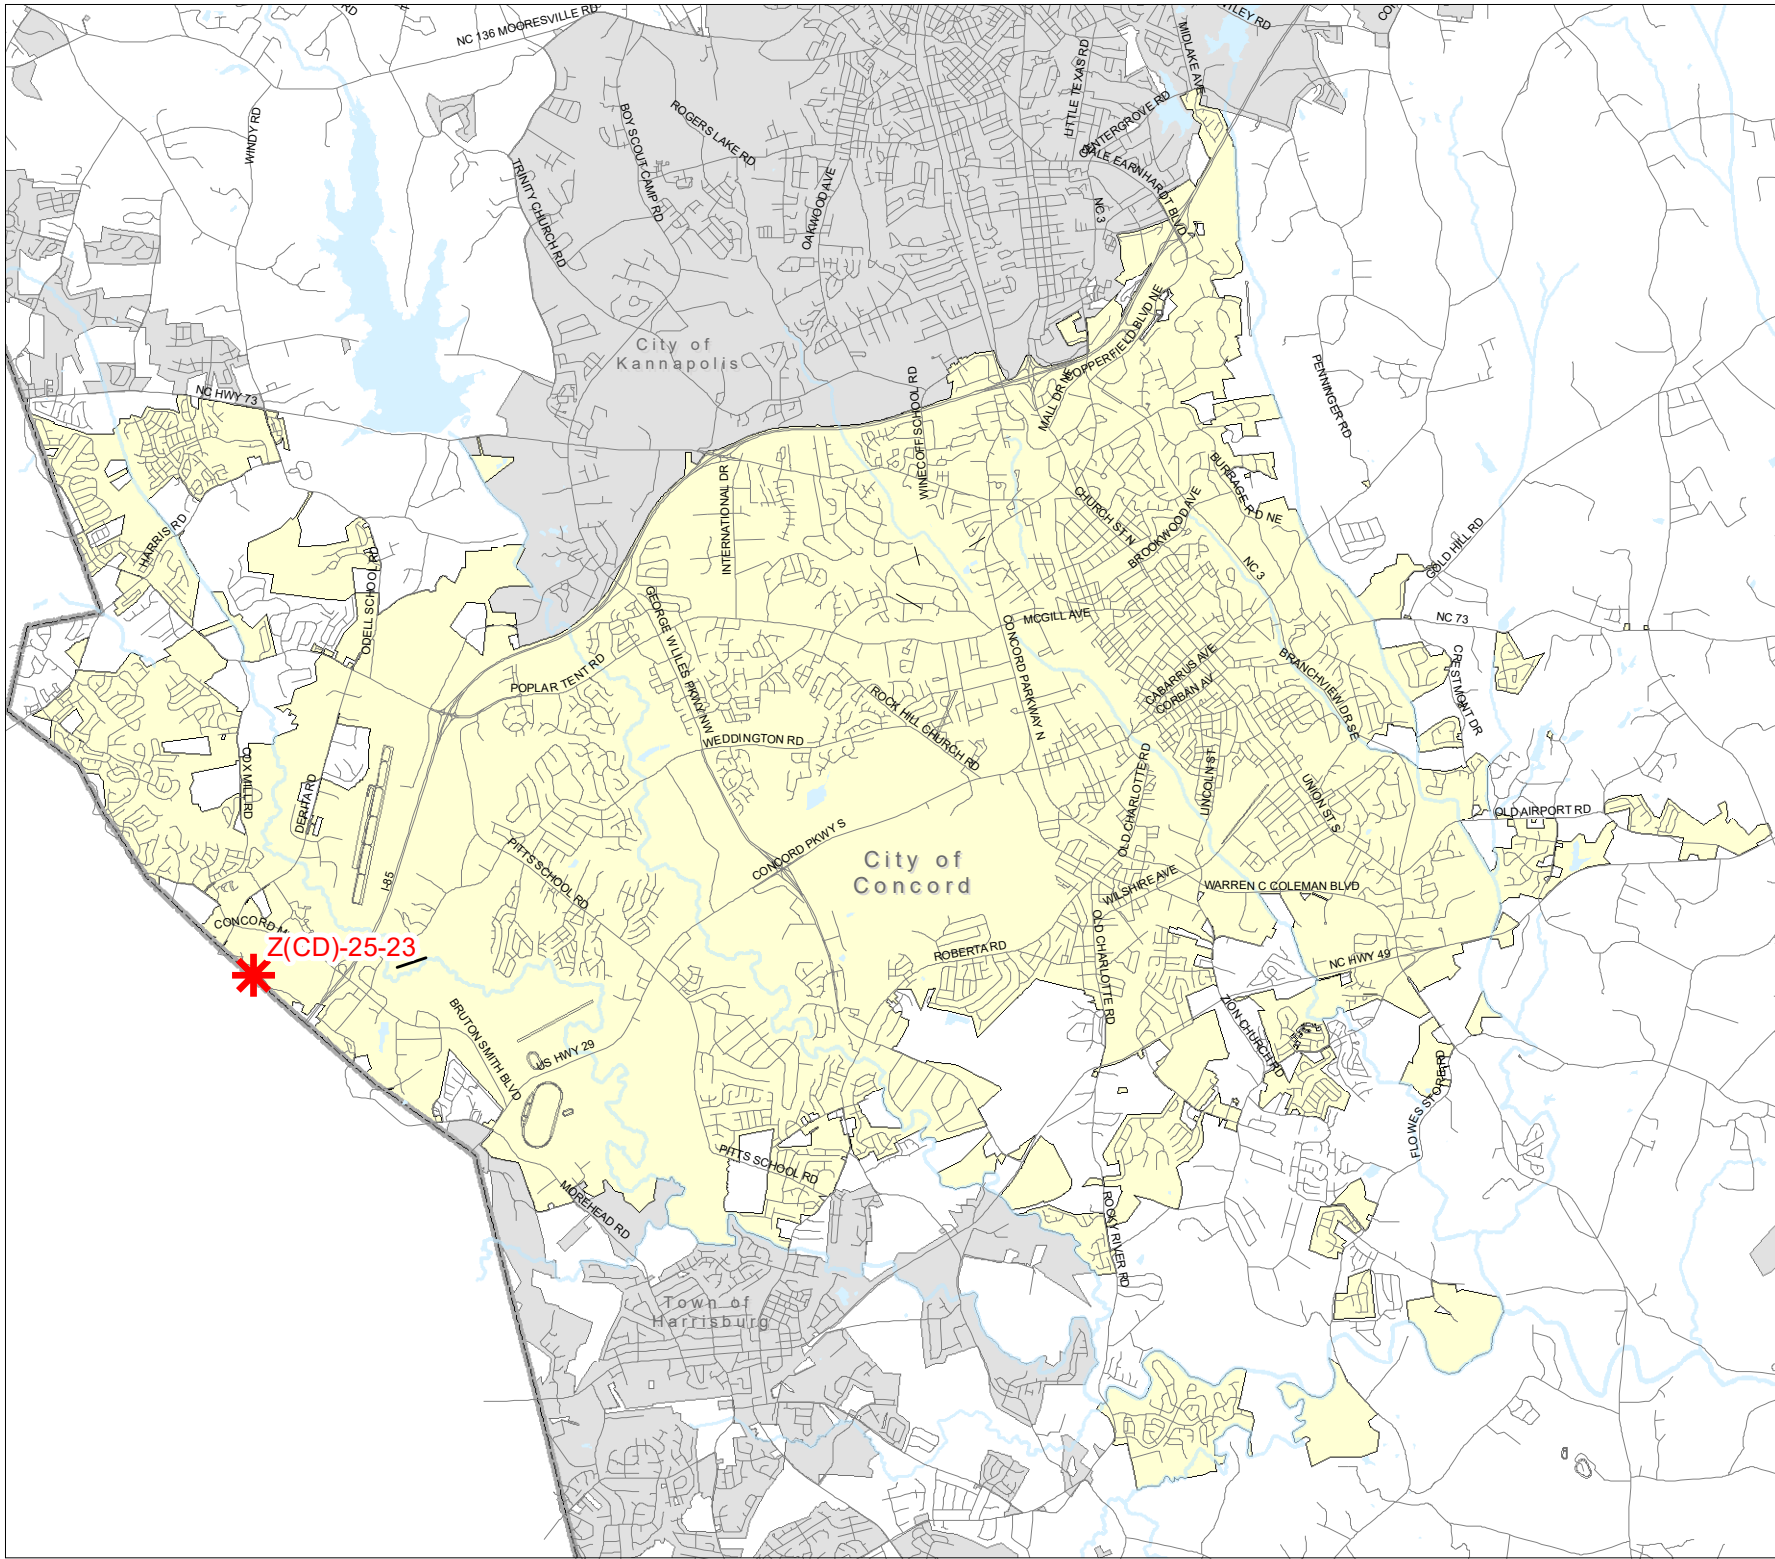 NC 136 MOORESVILLE RD
RD
TLEY RD
MIDLAKE AVE
LITTLE TEXAS RD
CO
WINDY RD
BOY SCOUT CAMP RD
ROGERS LAKE RD
CENTERGROVE RD
DALE EARNHARDT BLVD
TRINITY CHURCH RD
OAKWOOD AVE
NC 3
City of
Kannapolis
COPPERFIELD BLVD NE
MALL DR NE
PENNINGER RD
NC HWY 73
WINECOFF SCHOOL RD
INTERNATIONAL DR
BURRAGE RD NE
CHURCH ST N
BROOKWOOD AVE
HARRIS RD
ODELL SCHOOL RD
NC 3
GOLD HILL RD
GEORGE W LILES PKWY NW
MCGILL AVE
NC 73
CONCORD PARKWAY N
CRESTMONT DR
POPLAR TENT RD
CABARRUS AVE
CORBAN AV
BRANCHVIEW DR SE
ROCK HILL CHURCH RD
WEDDINGTON RD
COX MILL RD
DERITA RD
OLD CHARLOTTE RD
LINCOLN ST
UNION ST S
OLD AIRPORT RD
PITTS SCHOOL RD
CONCORD PKWY S
I-85
City of
Concord
WILSHIRE AVE
WARREN C COLEMAN BLVD
CONCORD M
Z(CD)-25-23
ROBERTA RD
OLD CHARLOTTE RD
NC HWY 49
ZION CHURCH RD
BRUTON SMITH BLVD
US HWY 29
FLOWES STORE RD
PITTS SCHOOL RD
MOREHEAD RD
ROCKY RIVER RD
Town of
Harrisburg